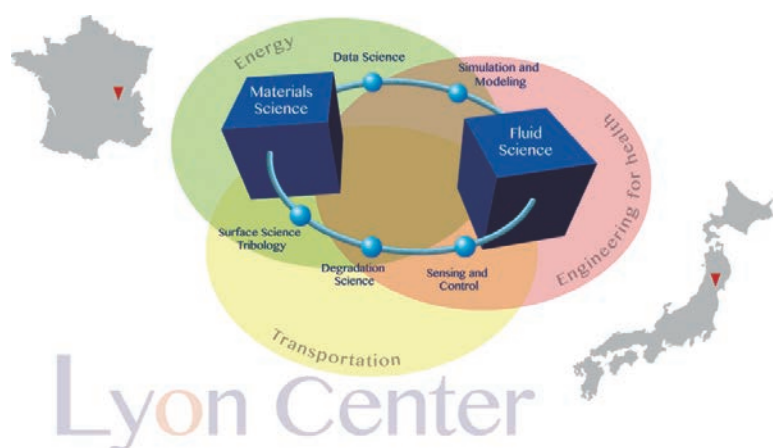 Energy
Data Science
Simulation and
Modeling
Materials
Science
Fluid
Science
Engineering for health
Surface Science
Tribology
Degradation
Science
Sensing and
Control
Transportation
Lyon Center